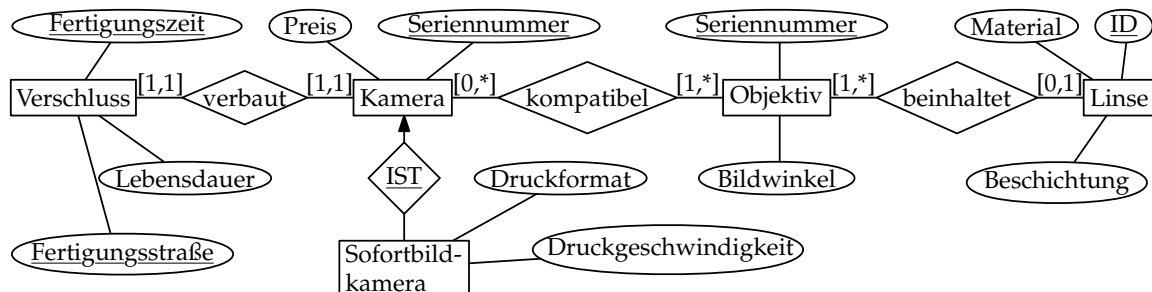 Fertigungszeit
Preis
Seriennummer
Seriennummer
Material
ID
Verschluss
[1,1]
verbaut
[1,1]
Kamera
[0,*]
kompatibel
[1,*]
Objektiv
[1,*]
beinhaltet
[0,1]
Linse
Lebensdauer
IST
Druckformat
Bildwinkel
Beschichtung
Fertigungsstraße
Sofortbild-
kamera
Druckgeschwindigkeit